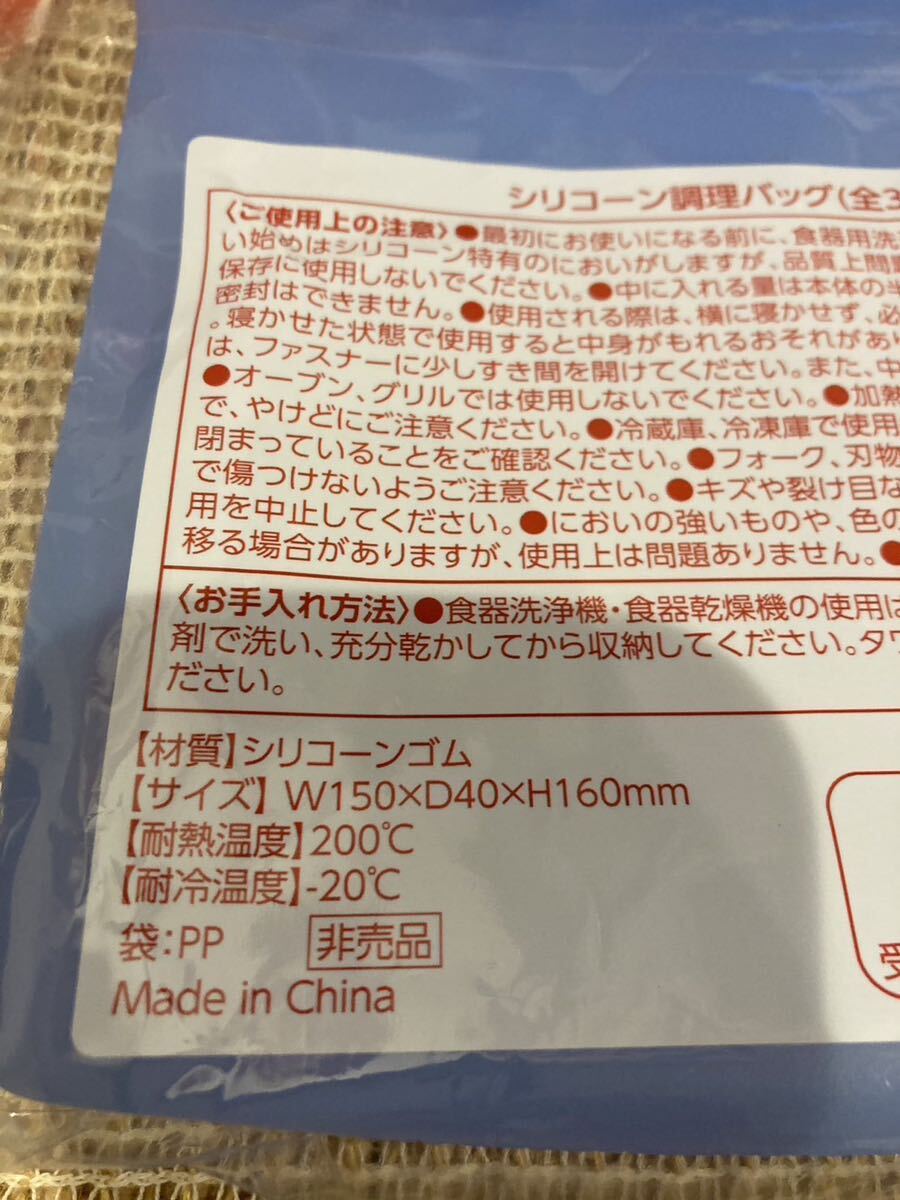 シリコーン調理バッグ(全3
〈ご使用上の注意〉●最初にお使いになる前に、食器用洗
い始めはシリコーン特有のにおいがしますが、品質上問
保存に使用しないでください。●中に入れる量は本体の半
密封はできません。●使用される際は、横に寝かせず、必
。寝かせた状態で使用すると中身がもれるおそれがあり
は、ファスナーに少しすき間を開けてください。また、中
●オーブン、グリルでは使用しないでください。●加熱
で、やけどにご注意ください。●冷蔵庫、冷凍庫で使用
閉まっていることをご確認ください。●フォーク、刃物
で傷つけないようご注意ください。●キズや裂け目な
用を中止してください。●においの強いものや、色の
移る場合がありますが、使用上は問題ありません。●
〈お手入れ方法〉●食器洗浄機・食器乾燥機の使用は
剤で洗い、充分乾かしてから収納してください。タワ
ださい。
【材質】シリコーンゴム
【サイズ】W150×D40×H160mm
【耐熱温度】200℃
【耐冷温度】-20℃
袋:PP 非売品
受
Made in China